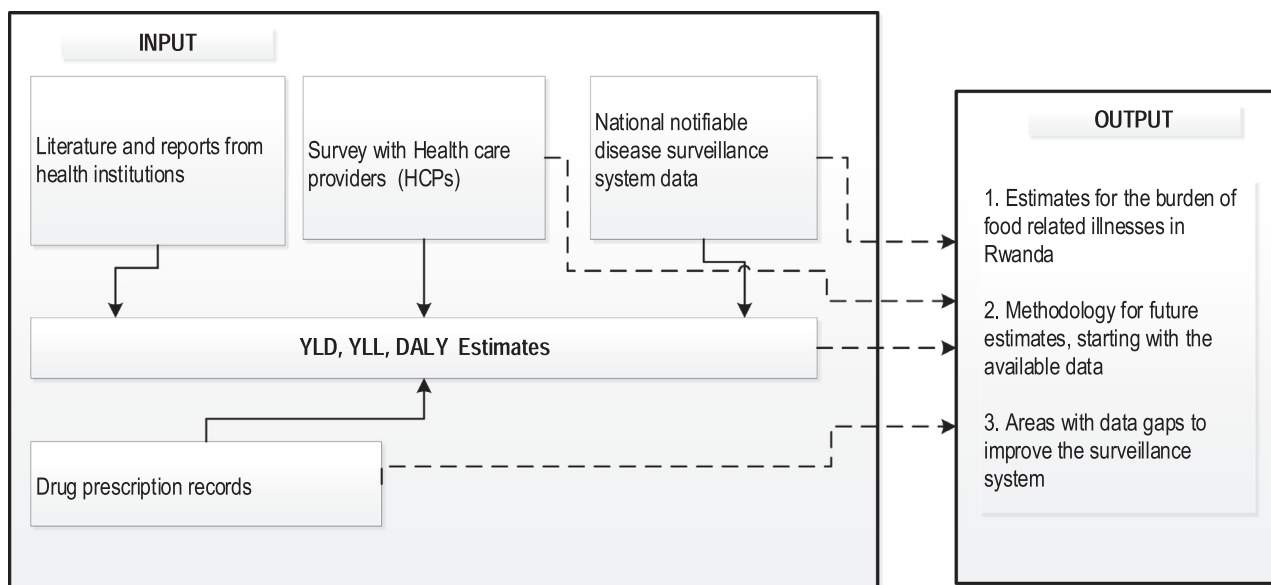 INPUT
Literature and reports from
health institutions
Survey with Health care
providers (HCPs)
National notifiable
disease surveillance
system data
YLD, YLL, DALY Estimates
Drug prescription records
OUTPUT
1. Estimates for the burden of
food related illnesses in
Rwanda
2. Methodology for future
estimates, starting with the
available data
3. Areas with data gaps to
improve the surveillance
system